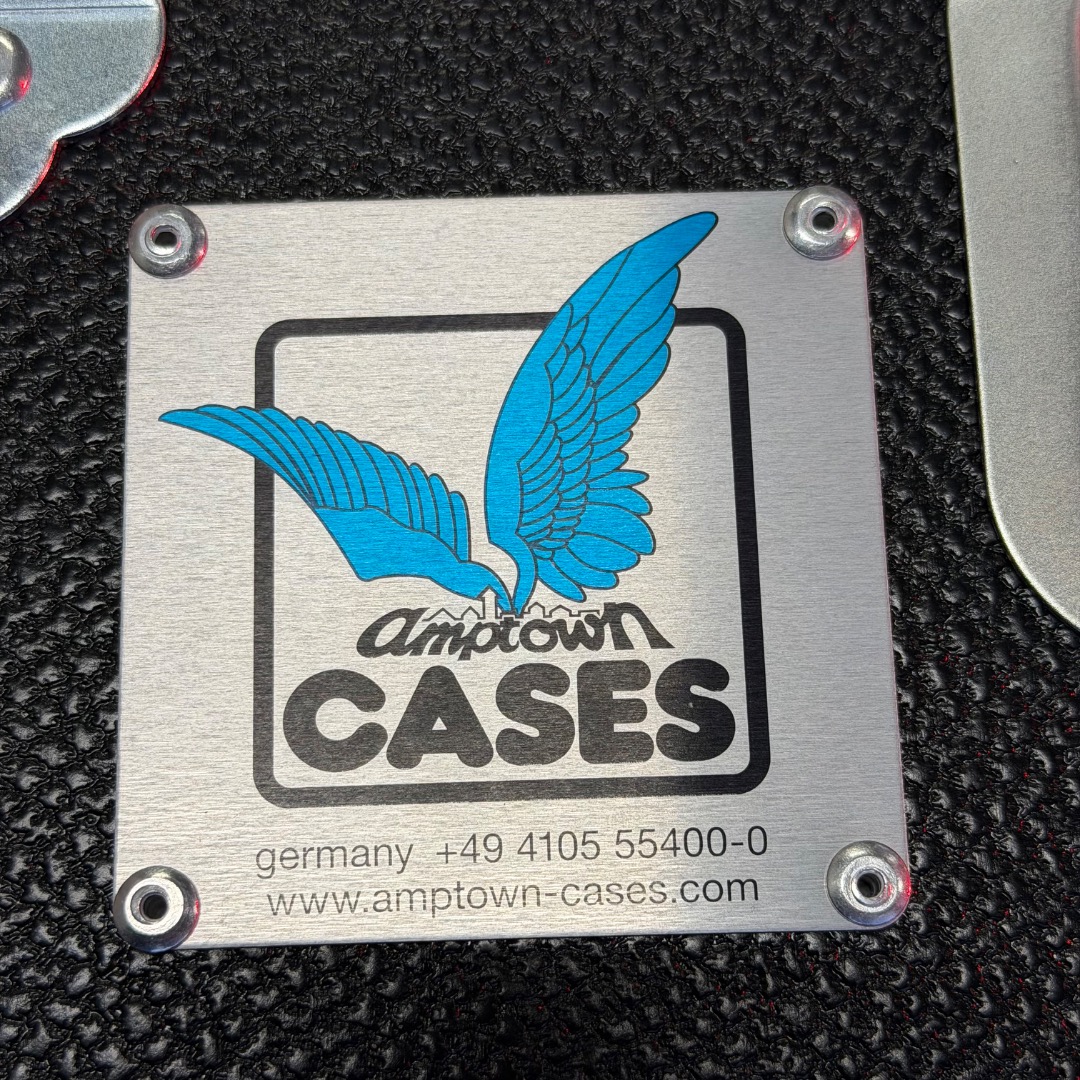 amptown
CASES
germany +49 4105 55400-0
www.amptown-cases.com